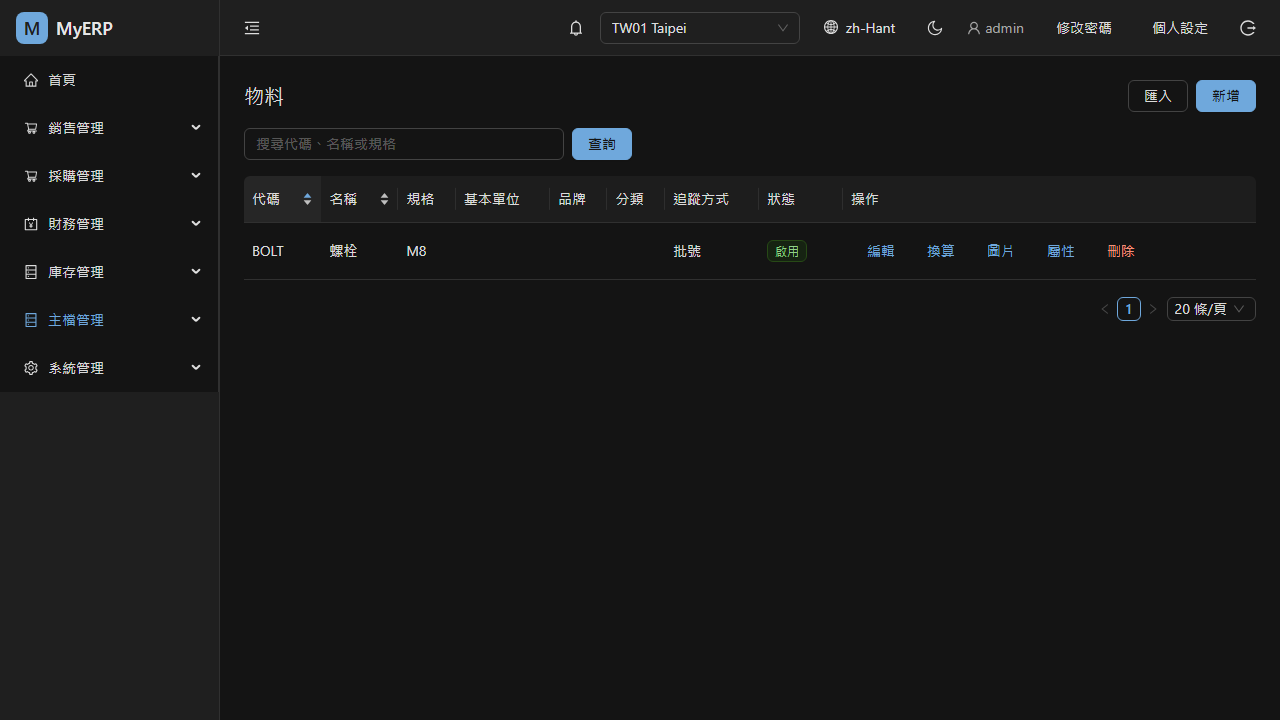 M MyERP
TW01 Taipei
zh-Hant
admin
修改密碼
個人設定
首頁
銷售管理
採購管理
財務管理
庫存管理
主檔管理
系統管理
物料
匯入
新增
搜尋代碼、名稱或規格
查詢
代碼 名稱 規格 基本單位 品牌 分類 追蹤方式 狀態 操作
BOLT 螺栓 M8 批號 啟用 編輯 換算 圖片 屬性 刪除
1 20 條/頁